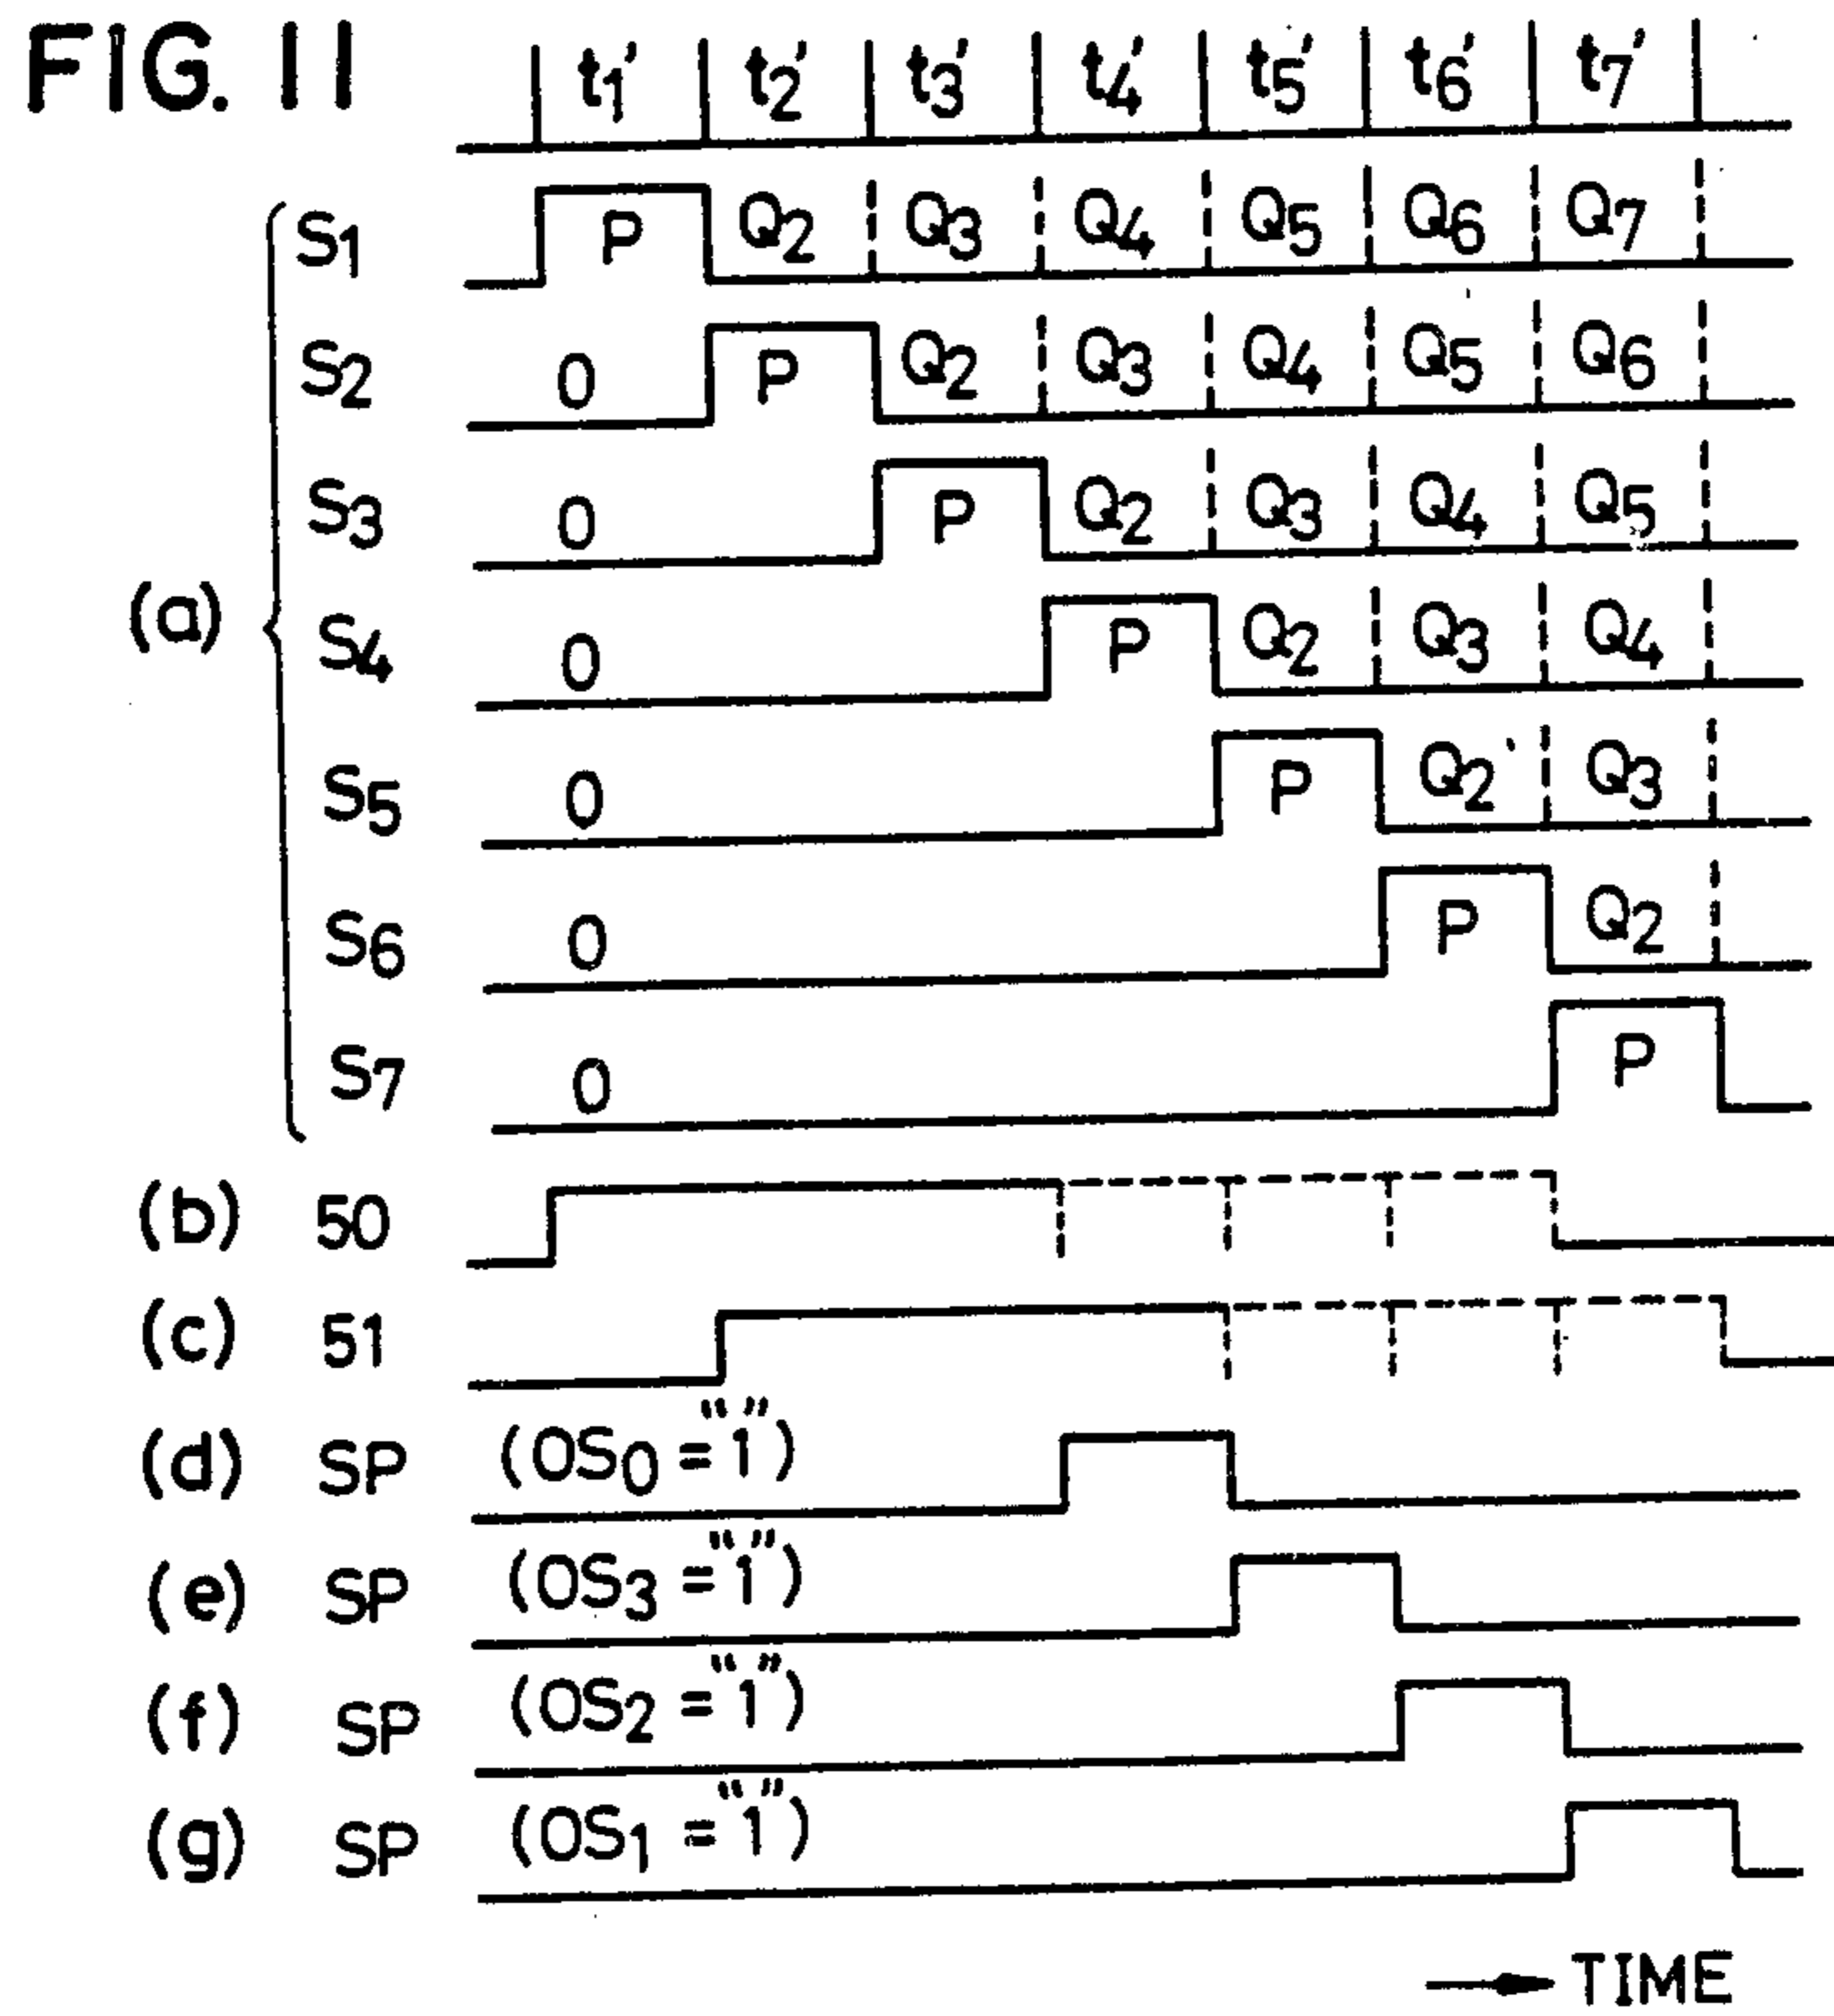 FIG. 11
t1' t2' t3' t4' t5' t6' t7'
S1 P Q2 Q3 Q4 Q5 Q6 Q7
S2 0 P Q2 Q3 Q4 Q5 Q6
S3 0 P Q2 Q3 Q4 Q5
(a) S4 0 P Q2 Q3 Q4
S5 0 P Q2 Q3
S6 0 P Q2
S7 0 P
(b) 50
(c) 51
(d) SP (OS0 = "1")
(e) SP (OS3 = "1")
(f) SP (OS2 = "1")
(g) SP (OS1 = "1")
TIME